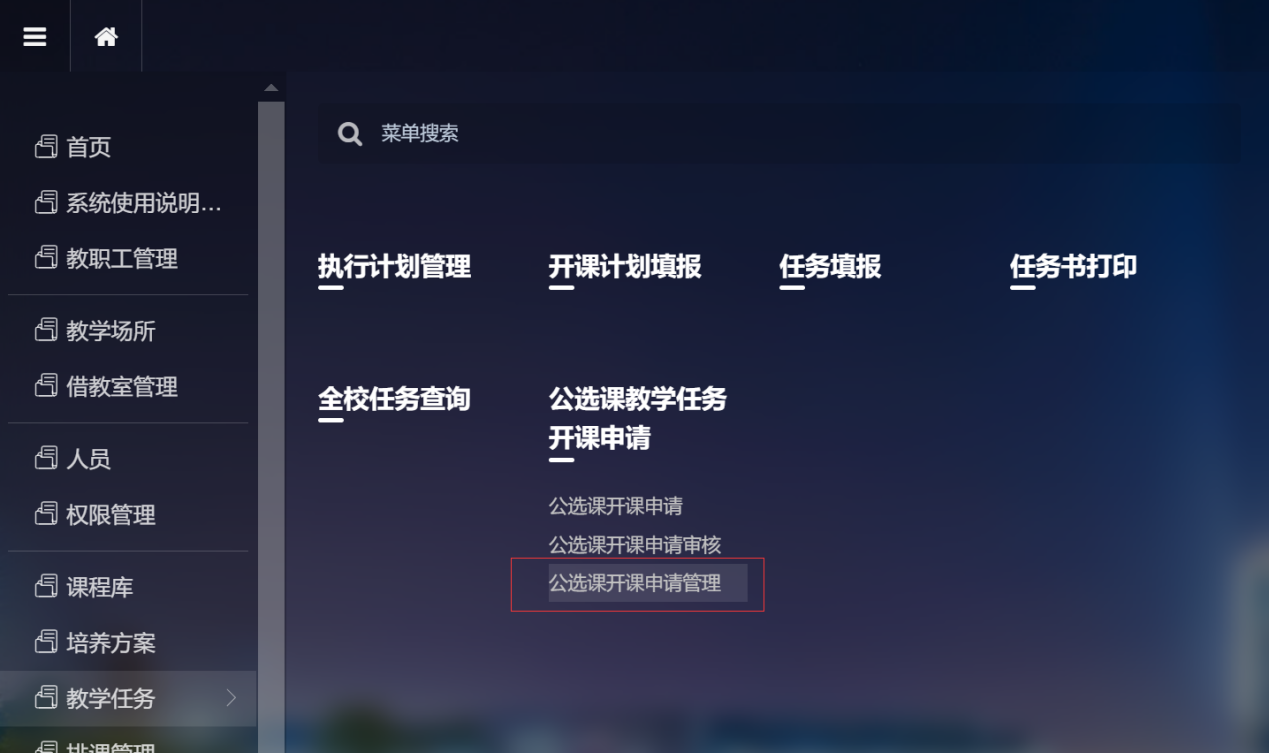 菜单搜索
首页
系统使用说明...
教职工管理
教学场所
借教室管理
人员
权限管理
课程库
培养方案
教学任务
排课管理
执行计划管理
开课计划填报
任务填报
任务书打印
全校任务查询
公选课教学任务
开课申请
公选课开课申请
公选课开课申请审核
公选课开课申请管理